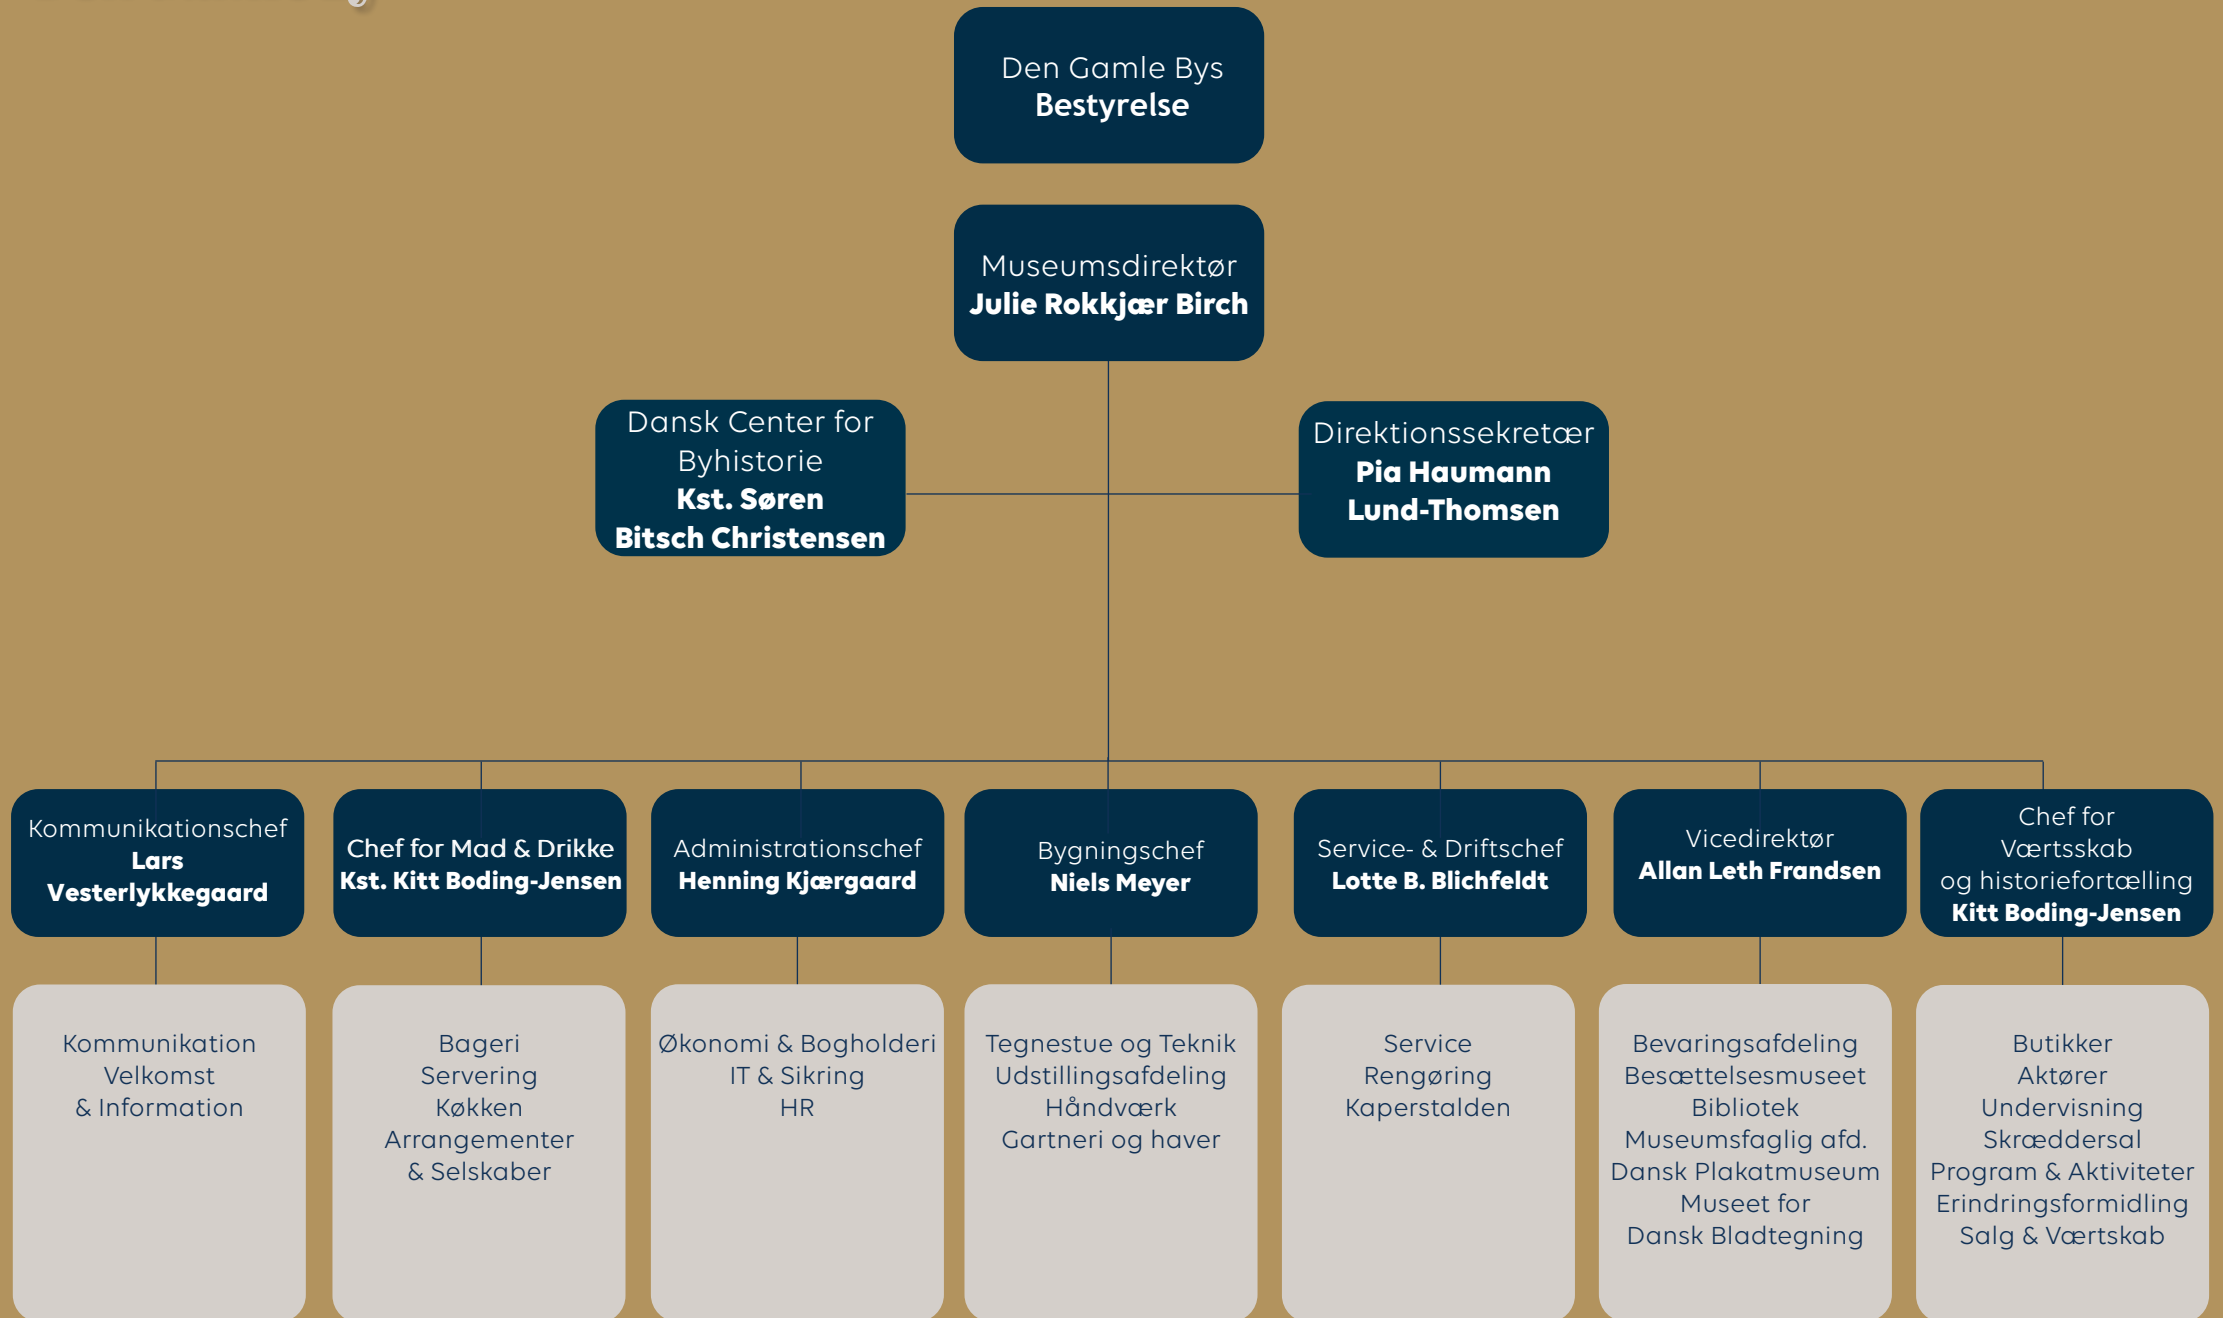 Den Gamle Bys
Bestyrelse
Museumsdirektør
Julie Rokkjær Birch
Dansk Center for
Byhistorie
Kst. Søren
Bitsch Christensen
Direktionssekretær
Pia Haumann
Lund-Thomsen
Kommunikationschef
Lars
Vesterlykkegaard
Chef for Mad & Drikke
Kst. Kitt Boding-Jensen
Administrationschef
Henning Kjærgaard
Bygningschef
Niels Meyer
Service- & Driftschef
Lotte B. Blichfeldt
Vicedirektør
Allan Leth Frandsen
Chef for
Værtsskab
og historiefortælling
Kitt Boding-Jensen
Kommunikation
Velkomst
& Information
Bageri
Servering
Køkken
Arrangementer
& Selskaber
Økonomi & Bogholderi
IT & Sikring
HR
Tegnestue og Teknik
Udstillingsafdeling
Håndværk
Gartneri og haver
Service
Rengøring
Kaperstalden
Bevaringsafdeling
Besættelsesmuseet
Bibliotek
Museumsfaglig afd.
Dansk Plakatmuseum
Museet for
Dansk Bladtegning
Butikker
Aktører
Undervisning
Skræddersal
Program & Aktiviteter
Erindringsformidling
Salg & Værtskab